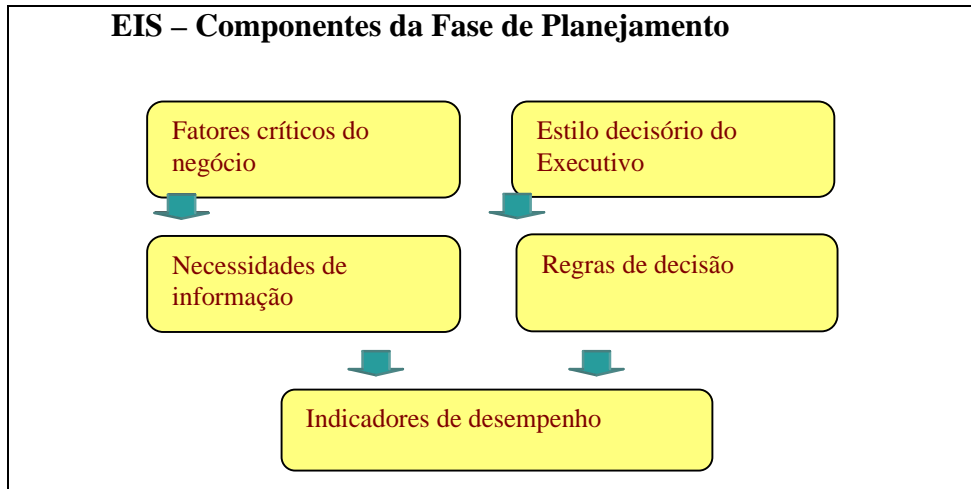 EIS – Componentes da Fase de Planejamento
Fatores críticos do
negócio
Estilo decisório do
Executivo
Necessidades de
informação
Regras de decisão
Indicadores de desempenho